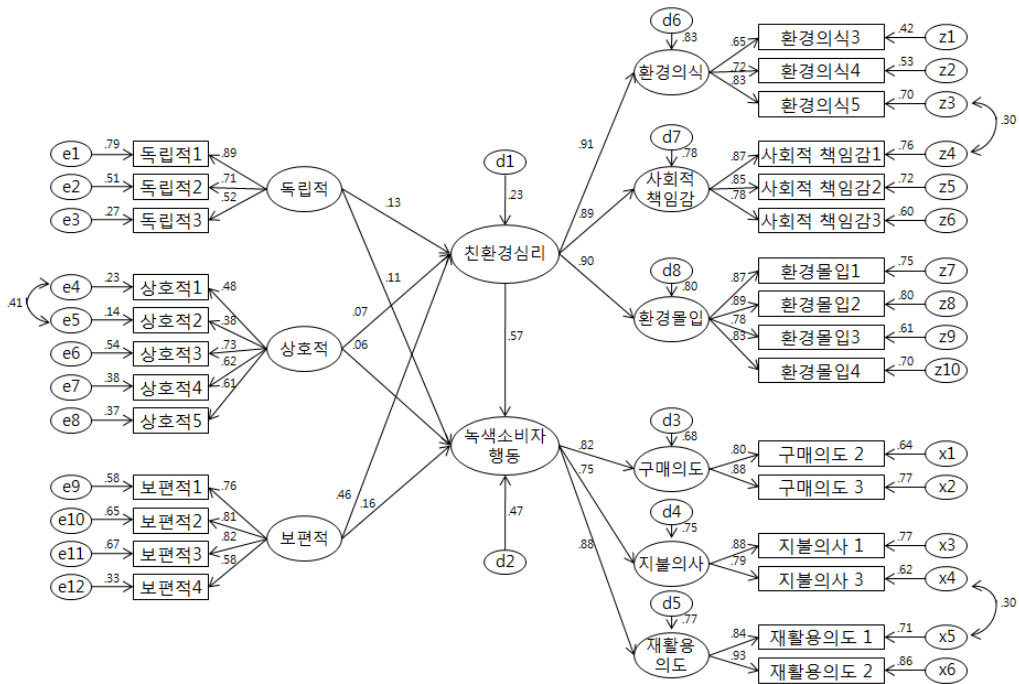 d6
.83
환경의식
.65
환경의식3
.42
z1
.72
환경의식4
.53
z2
.83
환경의식5
.70
z3
.30
.91
d7
.78
사회적
책임감
.87
사회적 책임감1
.76
z4
.85
사회적 책임감2
.72
z5
.78
사회적 책임감3
.60
z6
.89
e1
.79
독립적1
.89
e2
.51
독립적2
.71
e3
.27
독립적3
.52
독립적
.13
.11
d1
.23
친환경심리
.90
d8
.80
환경몰입
.87
환경몰입1
.75
z7
.89
환경몰입2
.80
z8
.78
환경몰입3
.61
z9
.83
환경몰입4
.70
z10
.41
e4
.23
상호적1
.48
e5
.14
상호적2
.38
e6
.54
상호적3
.73
e7
.38
상호적4
.62
e8
.37
상호적5
.61
상호적
.07
.06
.57
녹색소비자
행동
.82
.75
.88
d3
.68
구매의도
.80
구매의도 2
.64
x1
.88
구매의도 3
.77
x2
e9
.58
보편적1
.76
e10
.65
보편적2
.81
e11
.67
보편적3
.82
e12
.33
보편적4
.58
보편적
.46
.16
.47
d2
d4
.75
지불의사
.88
지불의사 1
.77
x3
.79
지불의사 3
.62
x4
.30
d5
.77
재활용
의도
.84
재활용의도 1
.71
x5
.93
재활용의도 2
.86
x6